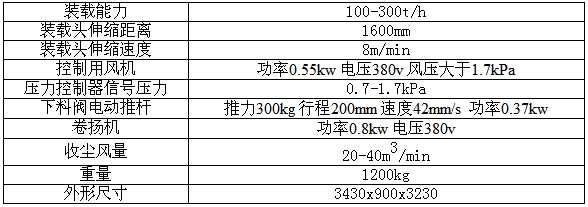 装载能力 100-300t/h
装载头伸缩距离 1600mm
装载头伸缩速度 8m/min
控制用风机 功率0.55kw 电压380v 风压大于1.7kPa
压力控制器信号压力 0.7-1.7kPa
下料阀电动推杆 推力300kg 行程200mm 速度42mm/s 功率0.37kw
卷扬机 功率0.8kw 电压380v
收尘风量 20-40m³/min
重量 1200kg
外形尺寸 3430x900x3230